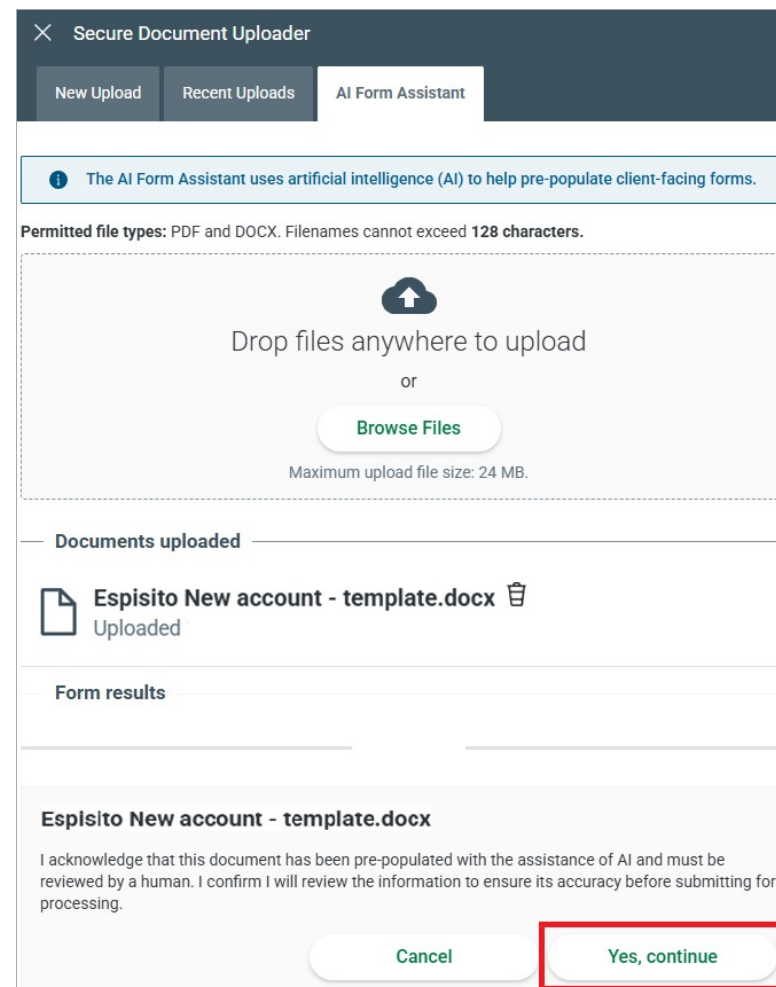 Secure Document Uploader
New Upload Recent Uploads AI Form Assistant
The AI Form Assistant uses artificial intelligence (AI) to help pre-populate client-facing forms.
Permitted file types: PDF and DOCX. Filenames cannot exceed 128 characters.
Drop files anywhere to upload
or
Browse Files
Maximum upload file size: 24 MB.
Documents uploaded
Espisito New account - template.docx
Uploaded
Form results
Espisito New account - template.docx
I acknowledge that this document has been pre-populated with the assistance of AI and must be
reviewed by a human. I confirm I will review the information to ensure its accuracy before submitting for
processing.
Cancel Yes, continue